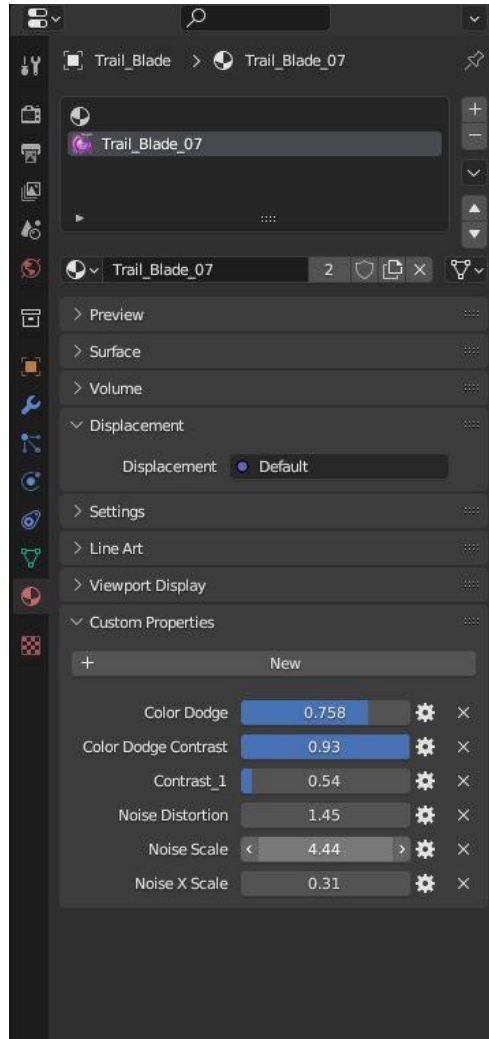 Trail_Blade > Trail_Blade_07
Trail_Blade_07
Trail_Blade_07 2
Preview
Surface
Volume
Displacement
Displacement Default
Settings
Line Art
Viewport Display
Custom Properties
+ New
Color Dodge 0.758
Color Dodge Contrast 0.93
Contrast_1 0.54
Noise Distortion 1.45
Noise Scale 4.44
Noise X Scale 0.31